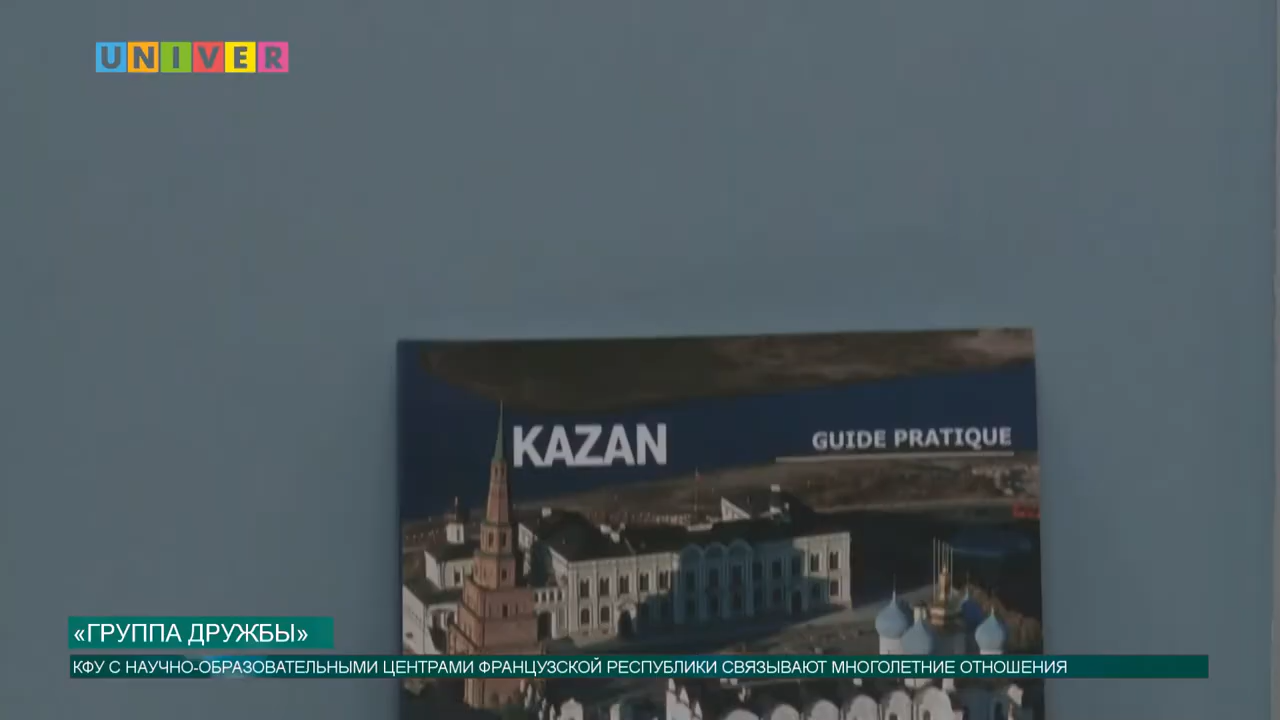 UNIVER
KAZAN
GUIDE PRATIQUE
«ГРУППА ДРУЖБЫ»
КФУ С НАУЧНО-ОБРАЗОВАТЕЛЬНЫМИ ЦЕНТРАМИ ФРАНЦУЗСКОЙ РЕСПУБЛИКИ СВЯЗЫВАЮТ МНОГОЛЕТНИЕ ОТНОШЕНИЯ